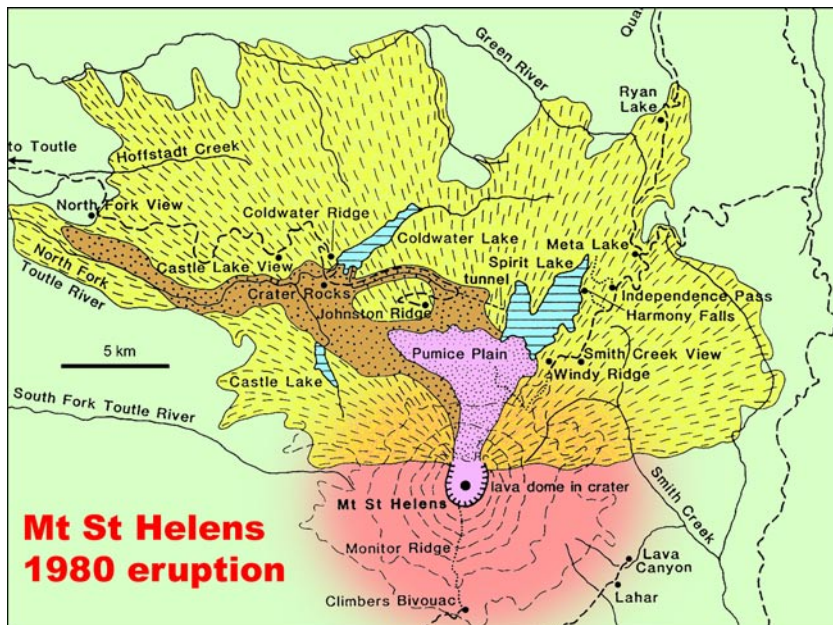 Green River
Qua
Ryan
Lake
to Toutle
Hoffstadt Creek
North Fork View
Coldwater Ridge
Coldwater Lake
Meta Lake
Spirit Lake
North Fork
Toutle River
Castle Lake View
tunnel
Crater Rocks
Independence Pass
Johnston Ridge
Harmony Falls
5 km
Pumice Plain
Smith Creek View
Windy Ridge
Castle Lake
South Fork Toutle River
Smith Creek
lava dome in crater
Mt St Helens
Mt St Helens
1980 eruption
Monitor Ridge
Lava
Canyon
Lahar
Climbers Bivouac